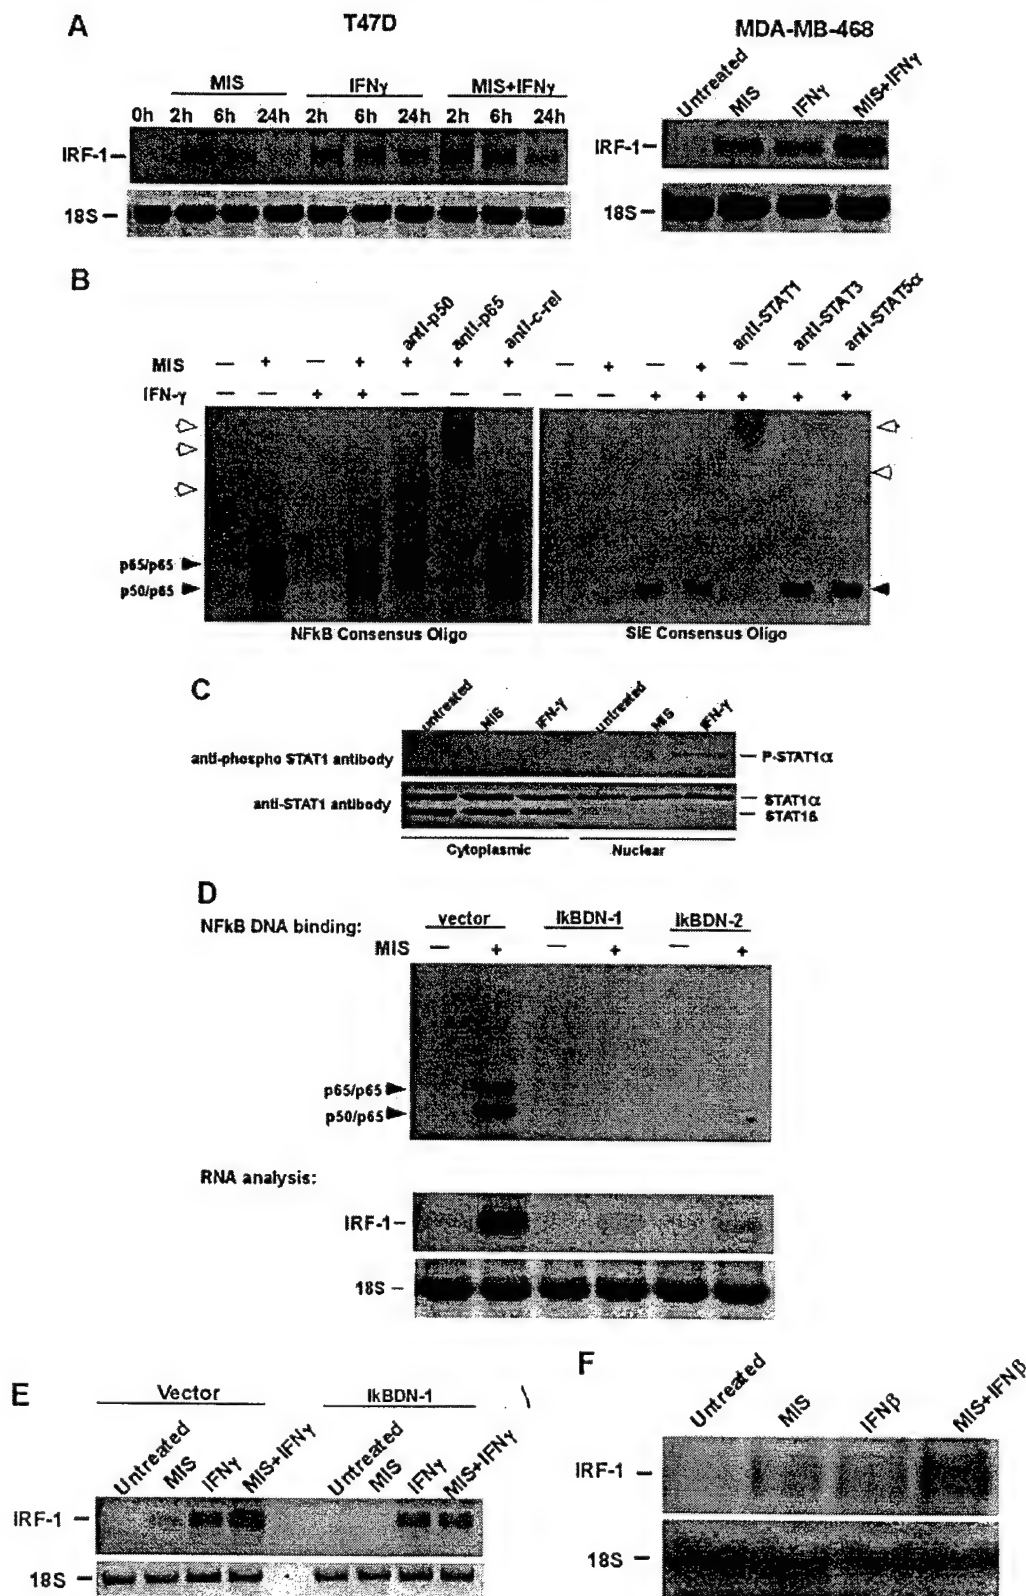 A
T47D
MDA-MB-468
MIS IFNγ MIS+IFNγ
0h 2h 6h 24h 2h 6h 24h 2h 6h 24h
Untreated MIS IFNγ MIS+IFNγ
IRF-1 IRF-1
18S 18S
B
anti-p50 anti-p65 anti-c-rel anti-STAT1 anti-STAT3 anti-STAT5α
MIS — + — + + + + — + — + — — —
IFN-γ — — + + — — — — — + + + + +
p65/p65
p50/p65
NFkB Consensus Oligo SIE Consensus Oligo
C
untreated MIS IFN-γ untreated MIS IFN-γ
anti-phospho STAT1 antibody P-STAT1α
anti-STAT1 antibody STAT1α
STAT1ß
Cytoplasmic Nuclear
D
NFkB DNA binding: vector IkBDN-1 IkBDN-2
MIS — + — + — +
p65/p65
p50/p65
RNA analysis:
IRF-1
18S
E
Vector IkBDN-1
Untreated MIS IFNγ MIS+IFNγ Untreated MIS IFNγ MIS+IFNγ
IRF-1
18S
F
Untreated MIS IFNβ MIS+IFNβ
IRF-1
18S